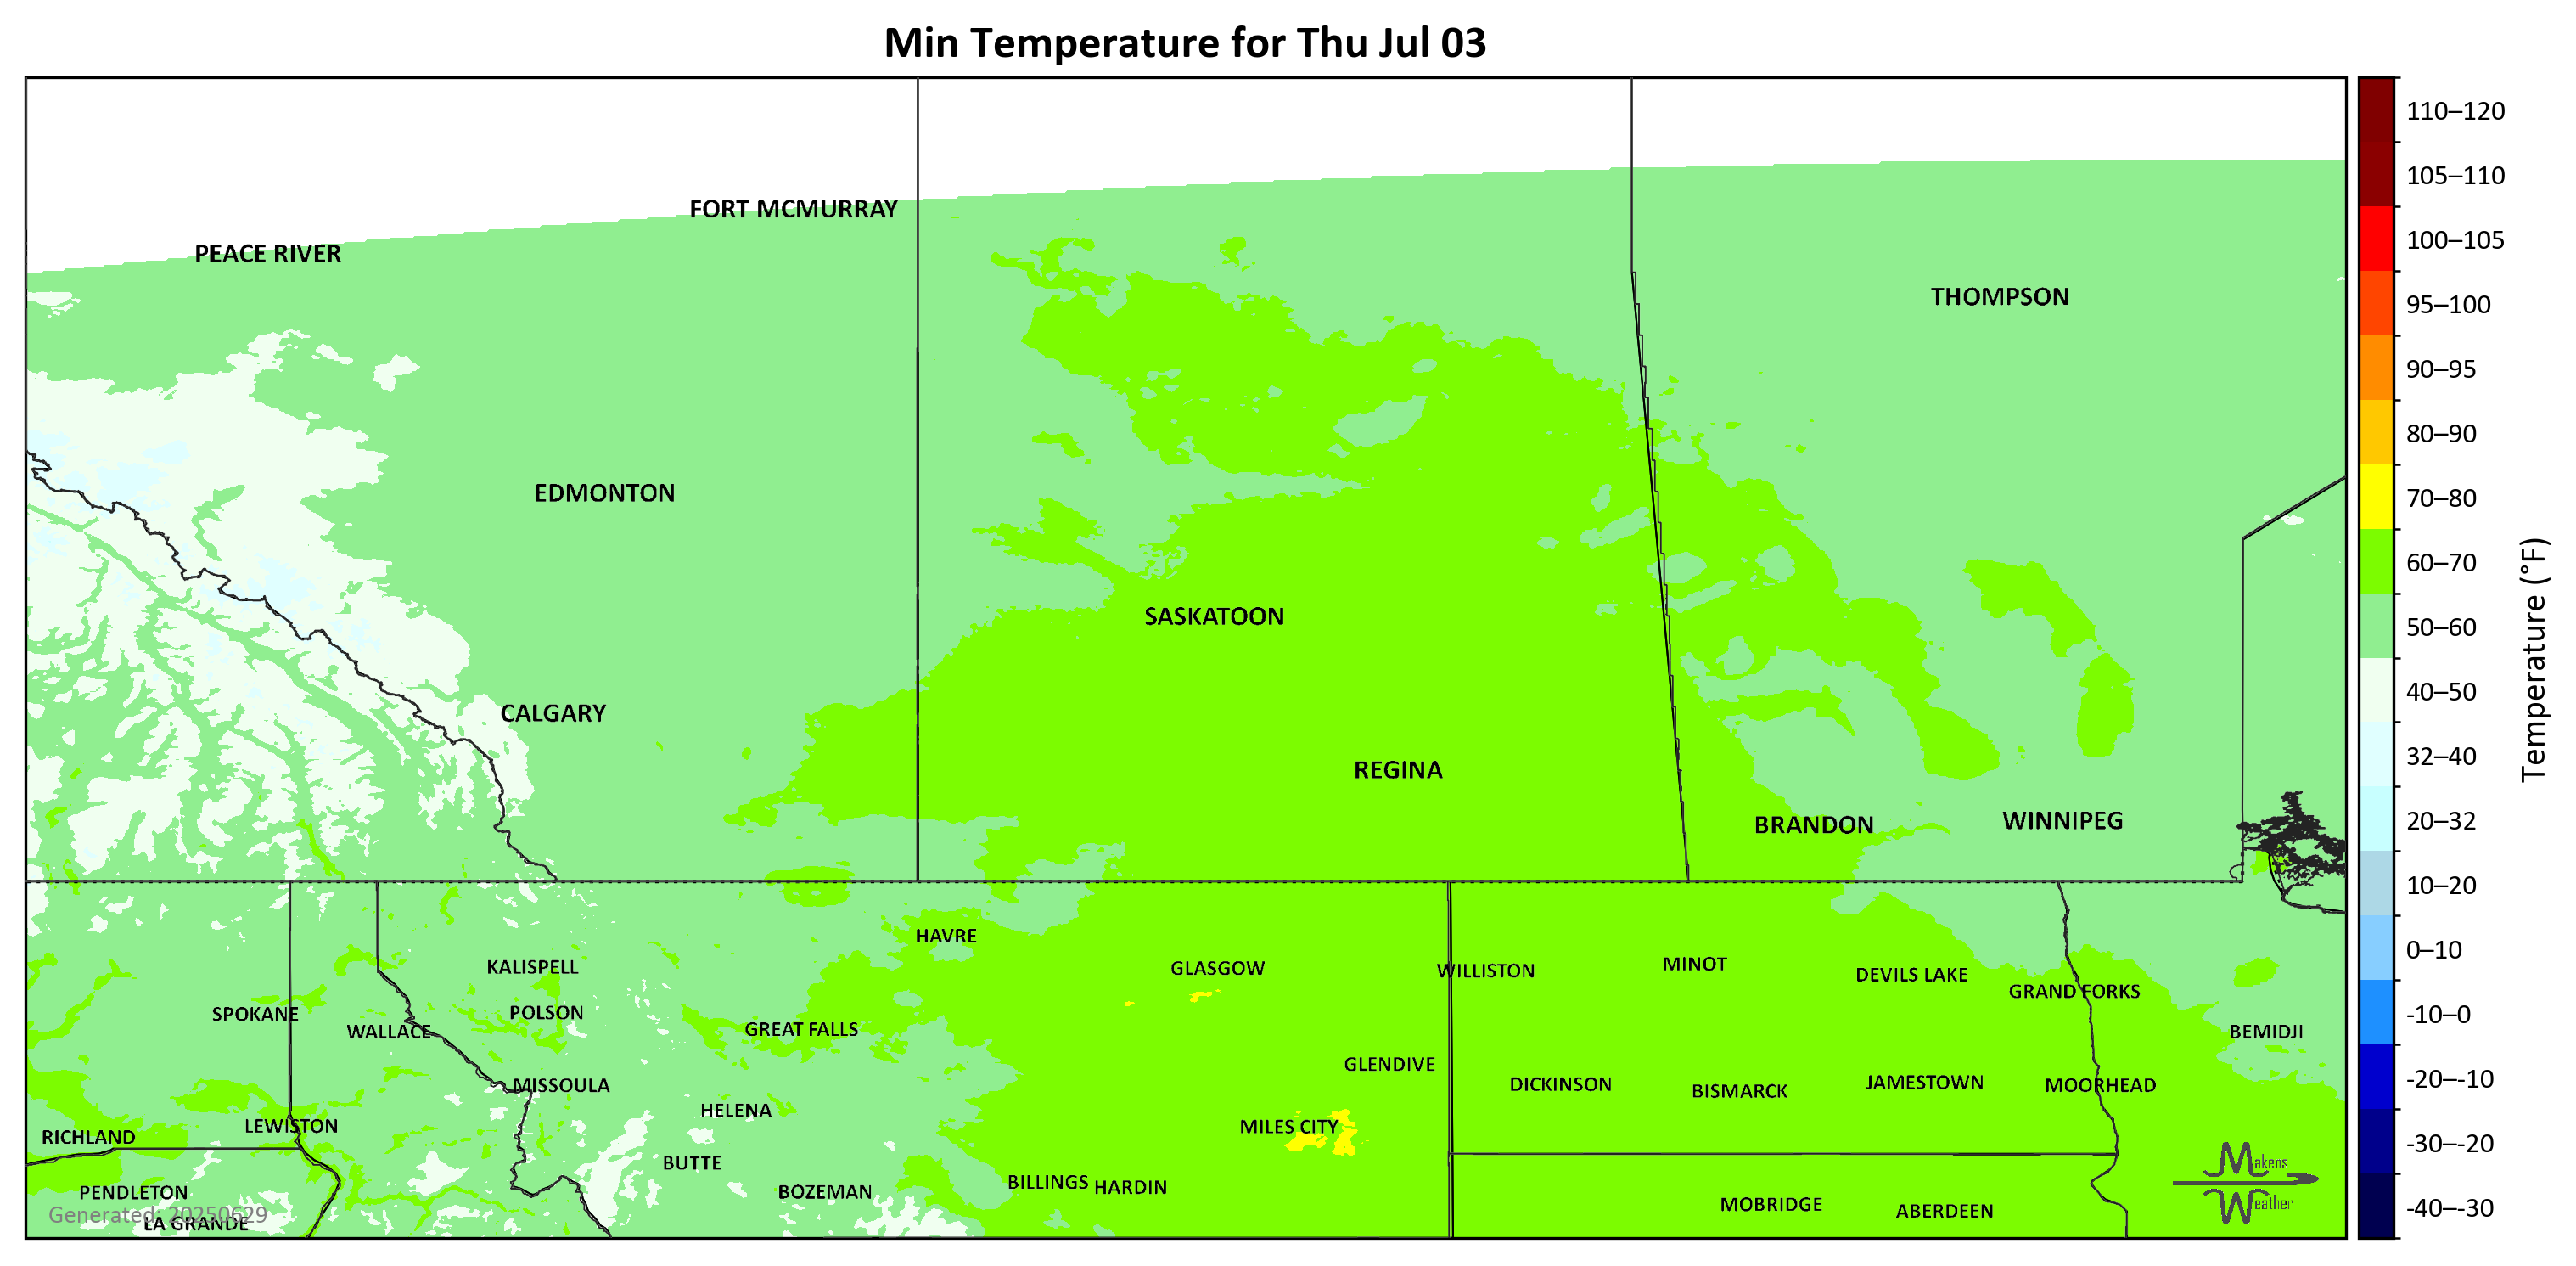 Min Temperature for Thu Jul 03
FORT MCMURRAY
PEACE RIVER
THOMPSON
EDMONTON
SASKATOON
CALGARY
REGINA
BRANDON
WINNIPEG
HAVRE
KALISPELL
GLASGOW
WILLISTON
MINOT
DEVILS LAKE
GRAND FORKS
SPOKANE
POLSON
WALLACE
GREAT FALLS
BEMIDJI
GLENDIVE
MISSOULA
DICKINSON
BISMARCK
JAMESTOWN
MOORHEAD
HELENA
LEWISTON
MILES CITY
RICHLAND
BUTTE
PENDLETON
BOZEMAN
BILLINGS
HARDIN
MOBRIDGE
ABERDEEN
Generated: 20250629
LA GRANDE
Makens
Weather
110–120
105–110
100–105
95–100
90–95
80–90
70–80
60–70
50–60
40–50
32–40
20–32
10–20
0–10
-10–0
-20–-10
-30–-20
-40–-30
Temperature (°F)